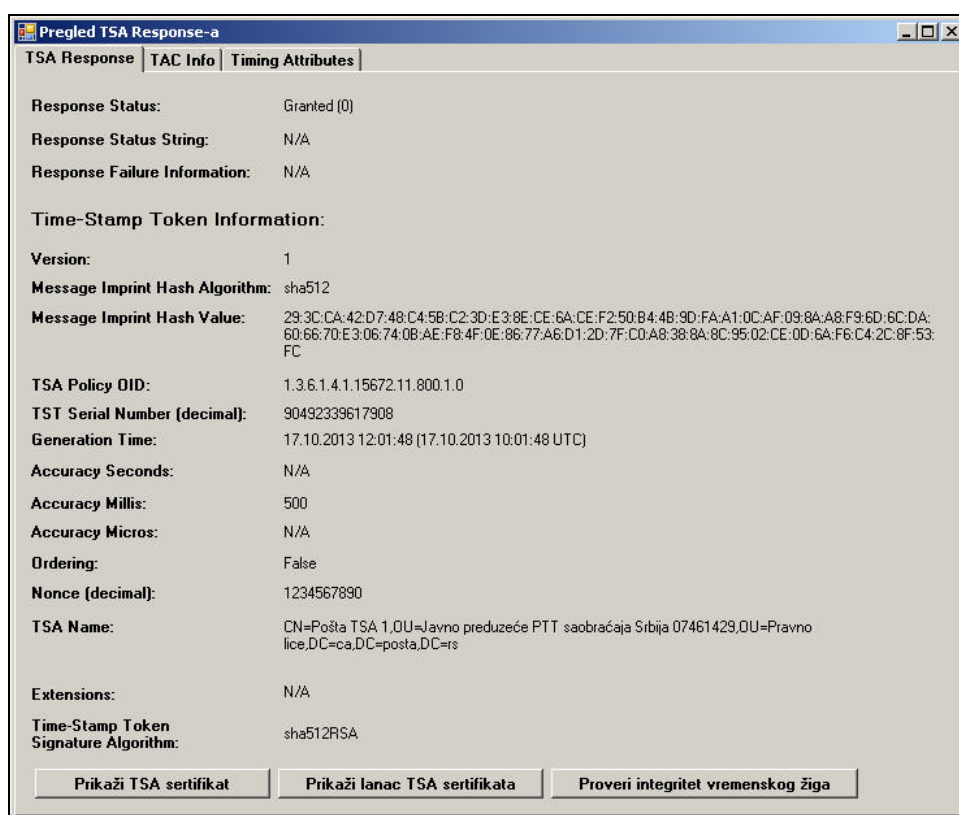 Pregled TSA Response-a
TSA Response TAC Info Timing Attributes
Response Status: Granted (0)
Response Status String: N/A
Response Failure Information: N/A
Time-Stamp Token Information:
Version: 1
Message Imprint Hash Algorithm: sha512
Message Imprint Hash Value: 29:3C:CA:42:D7:48:C4:5B:C2:3D:E3:8E:CE:6A:CE:F2:50:B4:4B:9D:FA:A1:0C:AF:09:8A:A8:F9:6D:6C:DA:
60:66:70:E3:06:74:0B:AE:F8:4F:0E:86:77:A6:D1:2D:7F:C0:A8:38:8A:8C:95:02:CE:0D:6A:F6:C4:2C:8F:53:
FC
TSA Policy OID: 1.3.6.1.4.1.15672.11.800.1.0
TST Serial Number (decimal): 90492339617908
Generation Time: 17.10.2013 12:01:48 (17.10.2013 10:01:48 UTC)
Accuracy Seconds: N/A
Accuracy Millis: 500
Accuracy Micros: N/A
Ordering: False
Nonce (decimal): 1234567890
TSA Name: CN=Pošta TSA 1,OU=Javno preduzeće PTT saobraćaja Srbija 07461429,OU=Pravno
lice,DC=ca,DC=posta,DC=rs
Extensions: N/A
Time-Stamp Token
Signature Algorithm: sha512RSA
Prikaži TSA sertifikat Prikaži lanac TSA sertifikata Proveri integritet vremenskog žiga